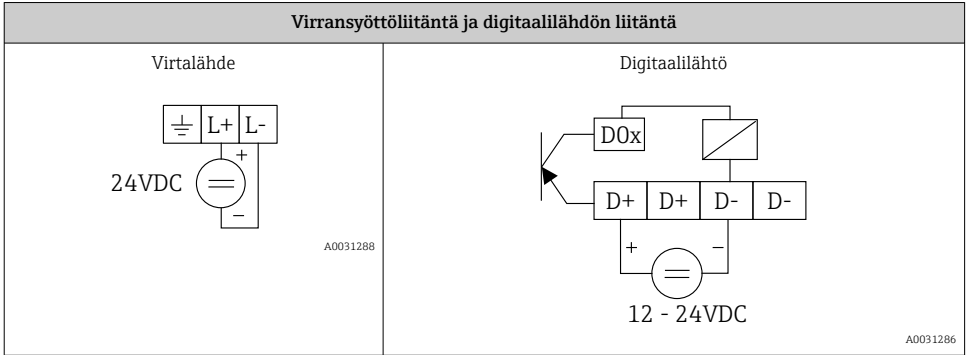 Virransyöttöliitäntä ja digitaalilähdön liitäntä
Virtalähde
L+ L-
+
24VDC
-
A0031288
Digitaalilähtö
D0x
D+ D+ D- D-
+ -
12 - 24VDC
A0031286